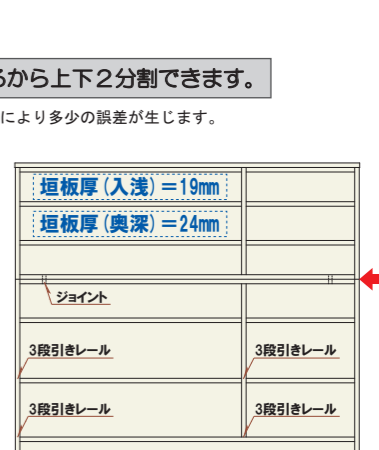 るから上下2分割できます。
により多少の誤差が生じます。
垣板厚(入浅)=19mm
垣板厚(奥深)=24mm
ジョイント
3段引きレール 3段引きレール
3段引きレール 3段引きレール